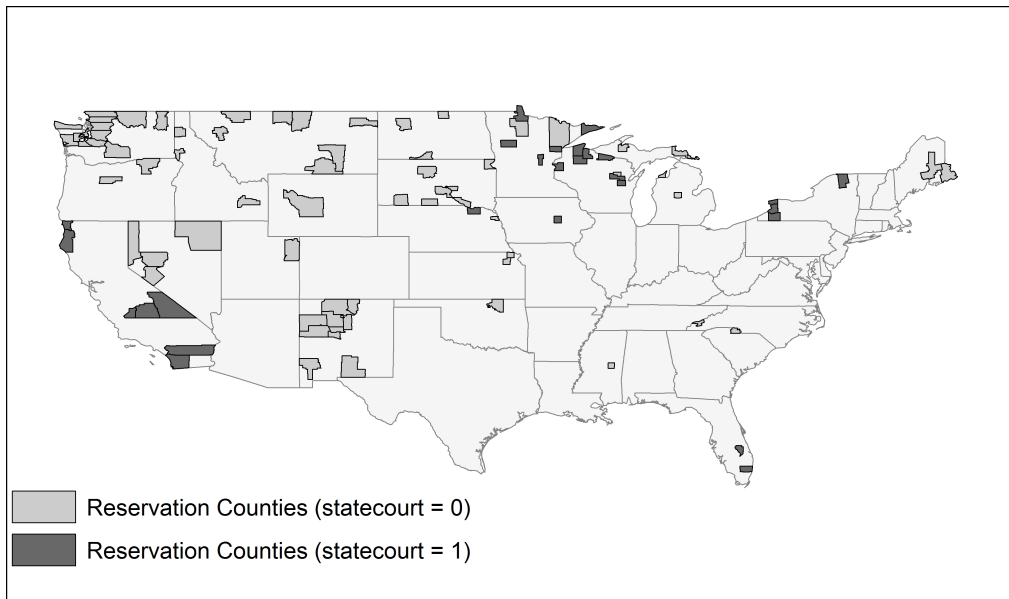 Reservation Counties (statecourt = 0)
Reservation Counties (statecourt = 1)